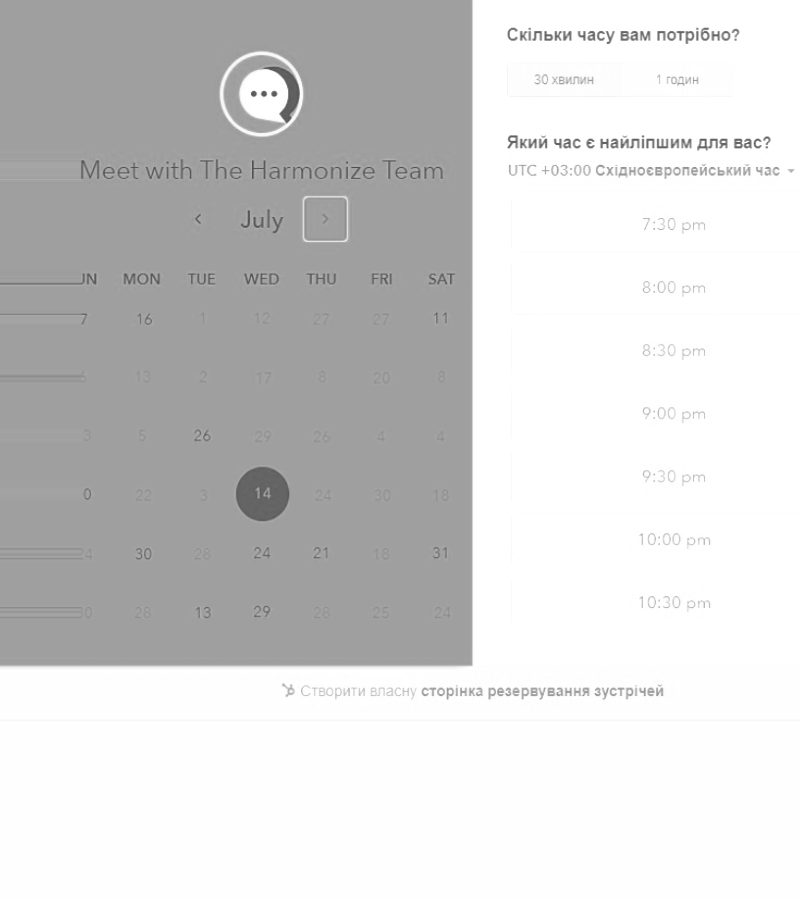 Meet with The Harmonize Team
July
UN MON TUE WED THU FRI SAT
7 16 1 12 27 27 11
6 13 2 17 8 20 8
3 5 26 29 26 4 4
0 22 3 14 24 30 18
4 30 28 24 21 18 31
0 28 13 29 28 25 24
Скільки часу вам потрібно?
30 хвилин 1 годин
Який час є найліпшим для вас?
UTC +03:00 Східноєвропейський час
7:30 pm
8:00 pm
8:30 pm
9:00 pm
9:30 pm
10:00 pm
10:30 pm
Створити власну сторінка резервування зустрічей